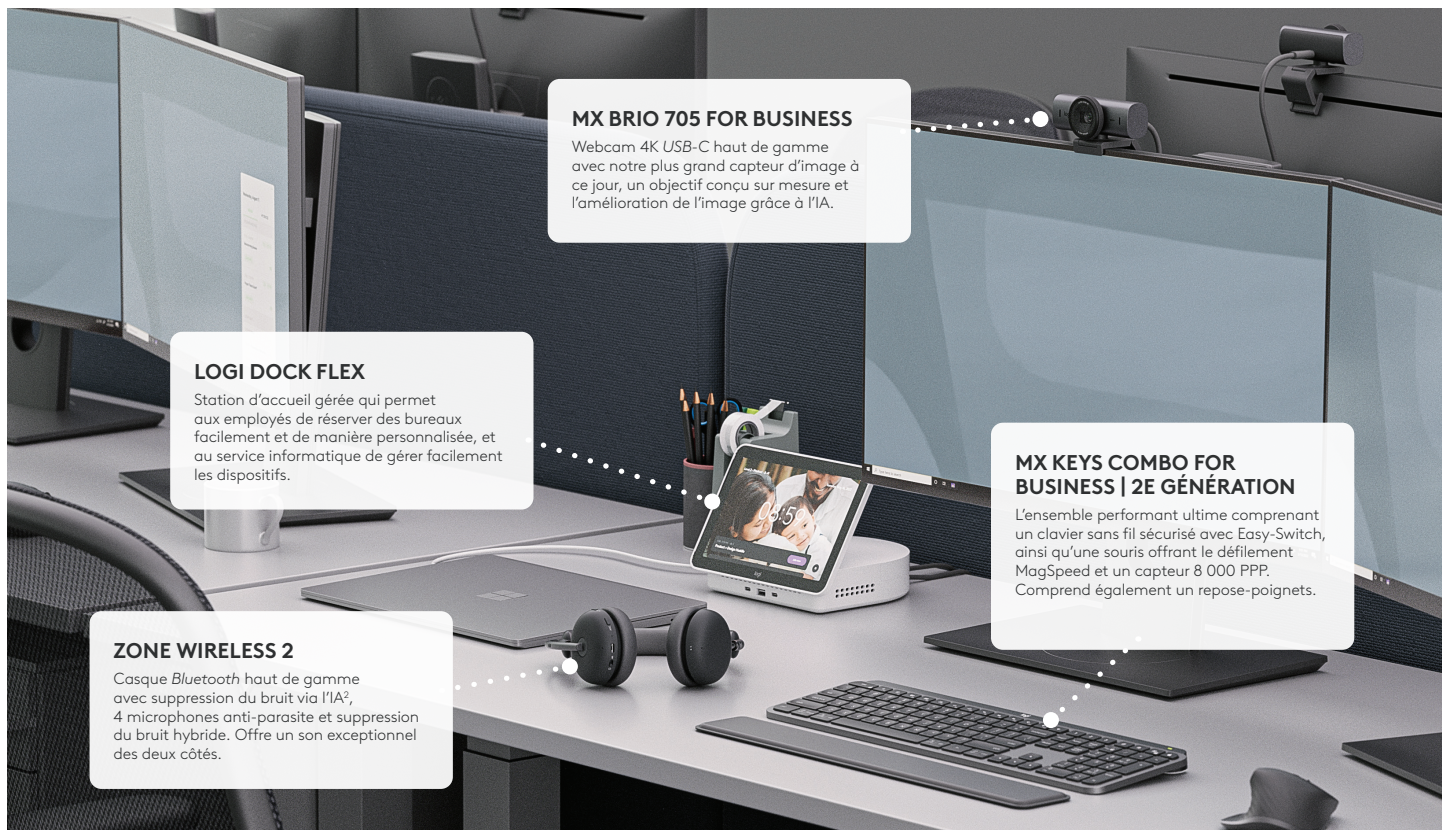 MX BRIO 705 FOR BUSINESS
Webcam 4K USB-C haut de gamme
avec notre plus grand capteur d’image à
ce jour, un objectif conçu sur mesure et
l’amélioration de l’image grâce à l’IA.
LOGI DOCK FLEX
Station d’accueil gérée qui permet
aux employés de réserver des bureaux
facilement et de manière personnalisée, et
au service informatique de gérer facilement
les dispositifs.
08:50
MX KEYS COMBO FOR
BUSINESS | 2E GÉNÉRATION
L’ensemble performant ultime comprenant
un clavier sans fil sécurisé avec Easy-Switch,
ainsi qu’une souris offrant le défilement
MagSpeed et un capteur 8 000 PPP.
Comprend également un repose-poignets.
ZONE WIRELESS 2
Casque Bluetooth haut de gamme
avec suppression du bruit via l’IA²,
4 microphones anti-parasite et suppression
du bruit hybride. Offre un son exceptionnel
des deux côtés.